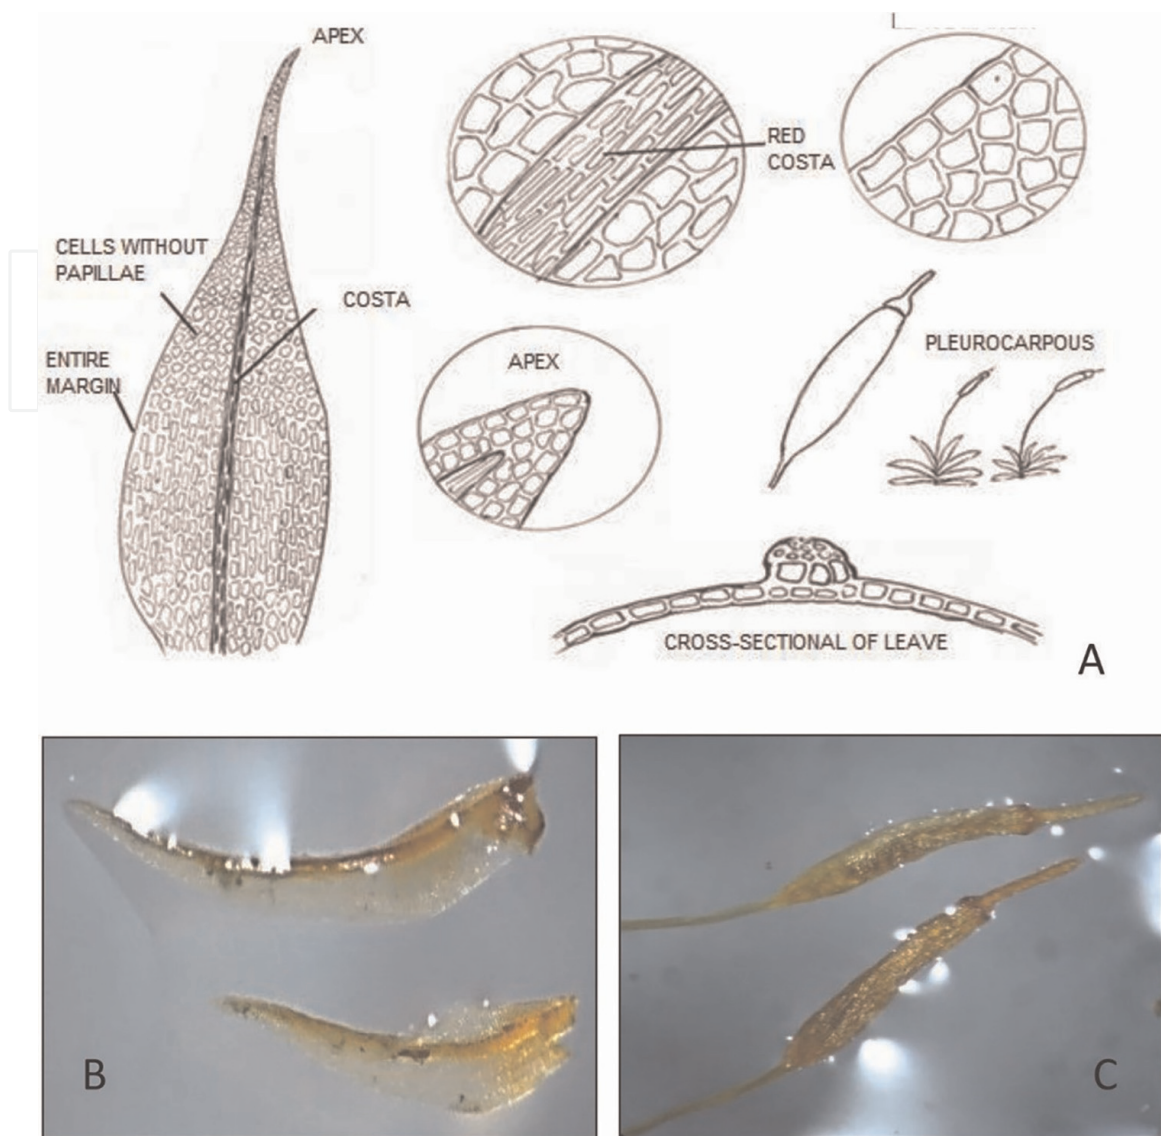 APEX
RED
COSTA
CELLS WITHOUT
PAPILLAE
COSTA
ENTIRE
MARGIN
APEX
PLEUROCARPOUS
CROSS-SECTIONAL OF LEAVE
A
B
C